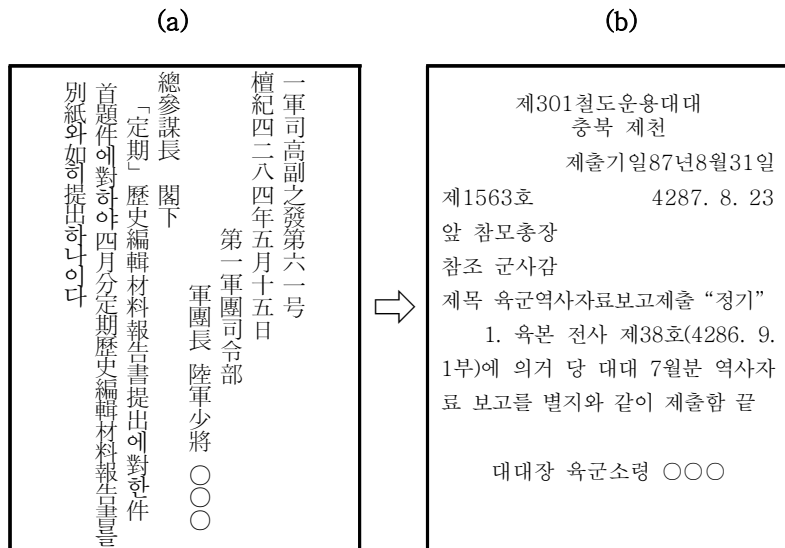 (a)
一軍司高副之發第六一号
檀紀四二八四年五月十五日
第一軍團司令部
軍團長 陸軍少將 ○○○
總參謀長 閣下
「定期」歷史編輯材料報告書提出에對한件
首題件에對하야四月分定期歷史編輯材料報告書를
別紙와如히提出하나이다
(b)
제301철도운용대대
충북 제천
제출기일87년8월31일
제1563호 4287. 8. 23
앞 참모총장
참조 군사감
제목 육군역사자료보고제출 “정기”
1. 육본 전사 제38호(4286. 9.
1부)에 의거 당 대대 7월분 역사자
료 보고를 별지와 같이 제출함 끝
대대장 육군소령 ○○○